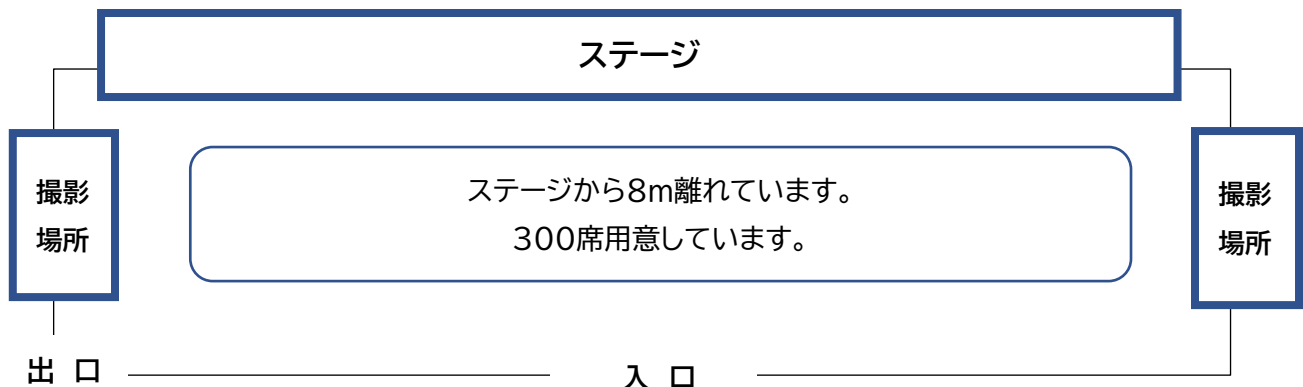 ステージ
撮影
場所
ステージから8m離れています。
300席用意しています。
撮影
場所
出 口
入 口